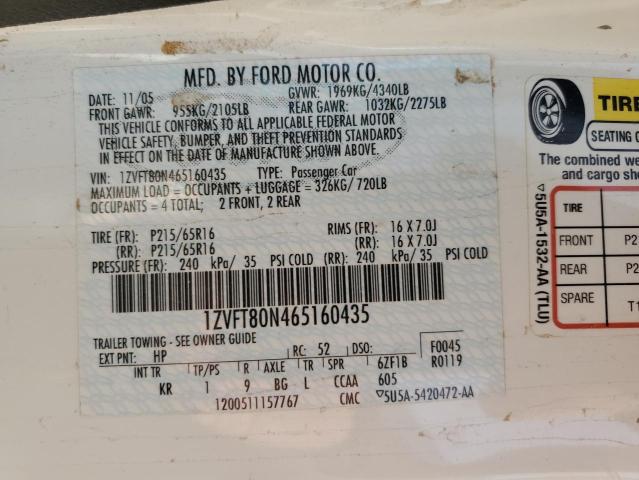 MFD. BY FORD MOTOR CO.
DATE: 11/05 GVWR: 1969KG/4340LB
FRONT GAWR: 955KG/2105LB REAR GAWR: 1032KG/2275LB
THIS VEHICLE CONFORMS TO ALL APPLICABLE FEDERAL MOTOR
VEHICLE SAFETY, BUMPER, AND THEFT PREVENTION STANDARDS
IN EFFECT ON THE DATE OF MANUFACTURE SHOWN ABOVE.
VIN: 1ZVFT80N465160435 TYPE: Passenger Car
MAXIMUM LOAD = OCCUPANTS + LUGGAGE = 326KG/ 720LB
OCCUPANTS = 4 TOTAL; 2 FRONT, 2 REAR
TIRE (FR): P215/65R16 RIMS (FR): 16 X 7.0J
(RR): P215/65R16 (RR): 16 X 7.0J
PRESSURE (FR): 240 kPa/ 35 PSI COLD (RR): 240 kPa/ 35 PSI COLD
1ZVFT80N465160435
TRAILER TOWING - SEE OWNER GUIDE
EXT PNT: HP RC: 52 DSO: F0045
INT TR TP/PS R AXLE TR SPR 6ZF1B R0119
KR 1 9 BG L CCAA 605
1200511157767 CMC ▽5U5A-5420472-AA
TIRE
SEATING
The combined
and cargo
▽5U5A-1532-AA (TLU)
TIRE
FRONT P2
REAR P2
SPARE T1